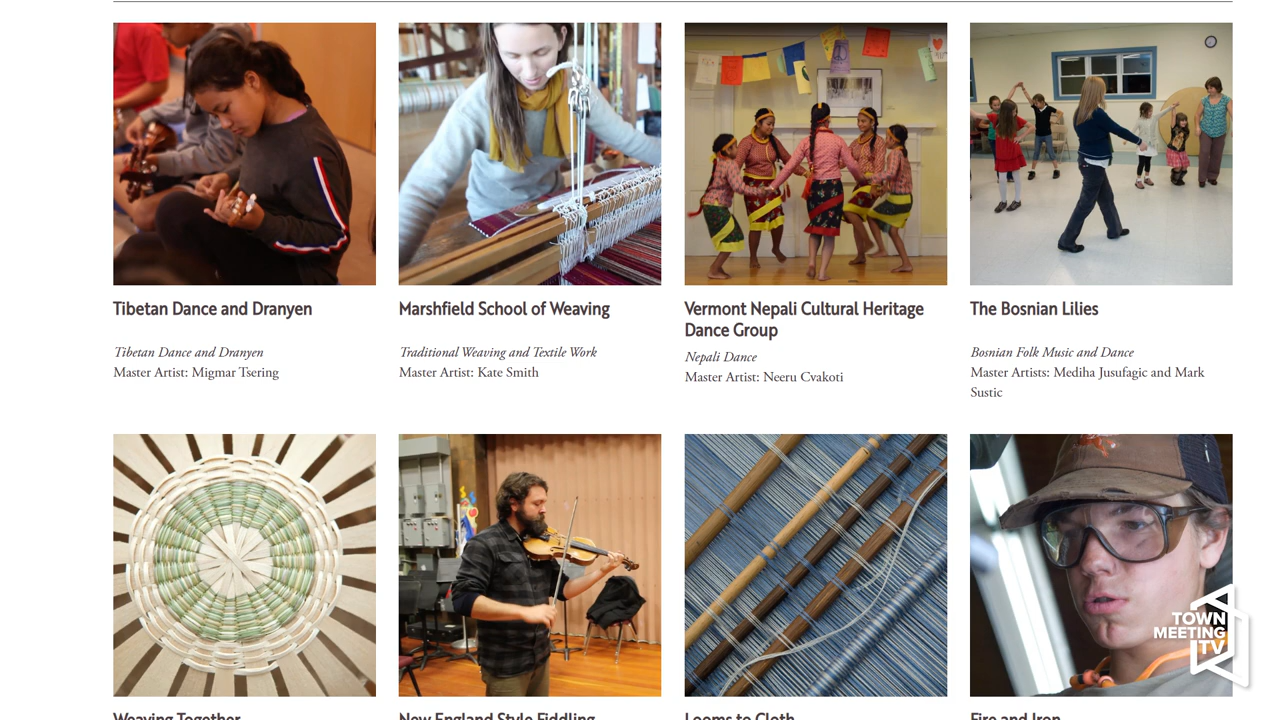 Tibetan Dance and Dranyen
Tibetan Dance and Dranyen
Master Artist: Migmar Tsering
Marshfield School of Weaving
Traditional Weaving and Textile Work
Master Artist: Kate Smith
Vermont Nepali Cultural Heritage
Dance Group
Nepali Dance
Master Artist: Neeru Cvakoti
The Bosnian Lilies
Bosnian Folk Music and Dance
Master Artists: Mediha Jusufagic and Mark
Sustic
Weaving Together
New England Style Fiddling
Looms to Cloth
Fire and Iron
TOWN
MEETING
TV